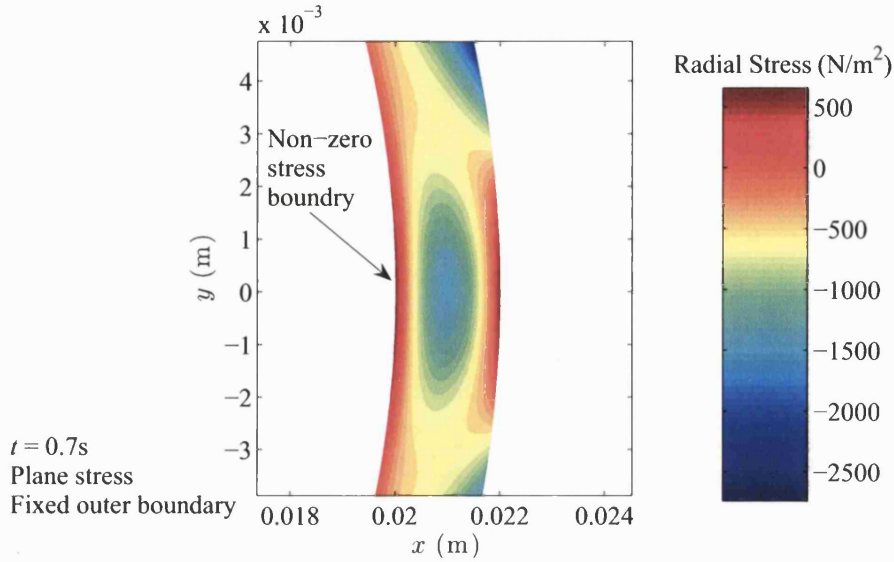 x 10−3
Radial Stress (N/m2)
4
3
2
1
0
−1
−2
−3
y (m)
Non−zero
stress
boundry
500
0
−500
−1000
−1500
−2000
−2500
t = 0.7s
Plane stress
Fixed outer boundary
0.018 0.02 0.022 0.024
x (m)